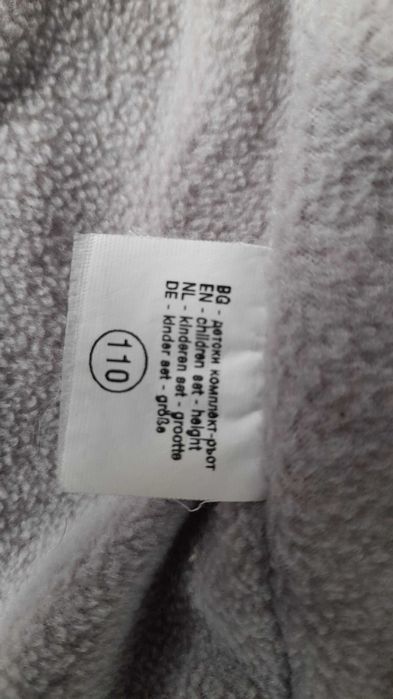 BG - детски комплект-ръст
EN - children set - height
NL - kinderen set - grootte
DE - kinder set - größe
110